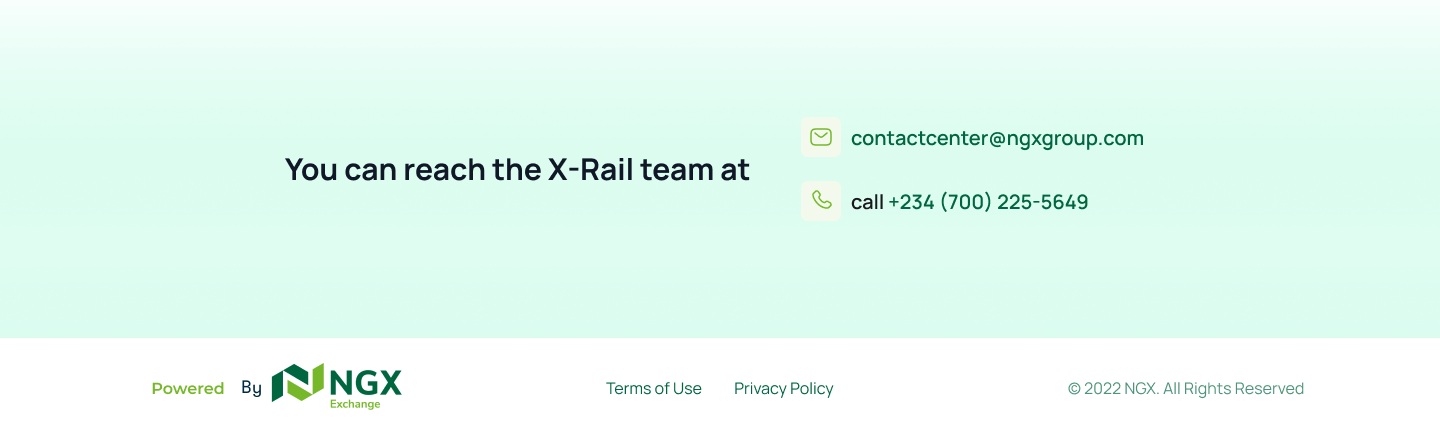 You can reach the X-Rail team at
contactcenter@ngxgroup.com
call +234 (700) 225-5649
Powered By NGX
Exchange
Terms of Use
Privacy Policy
© 2022 NGX. All Rights Reserved